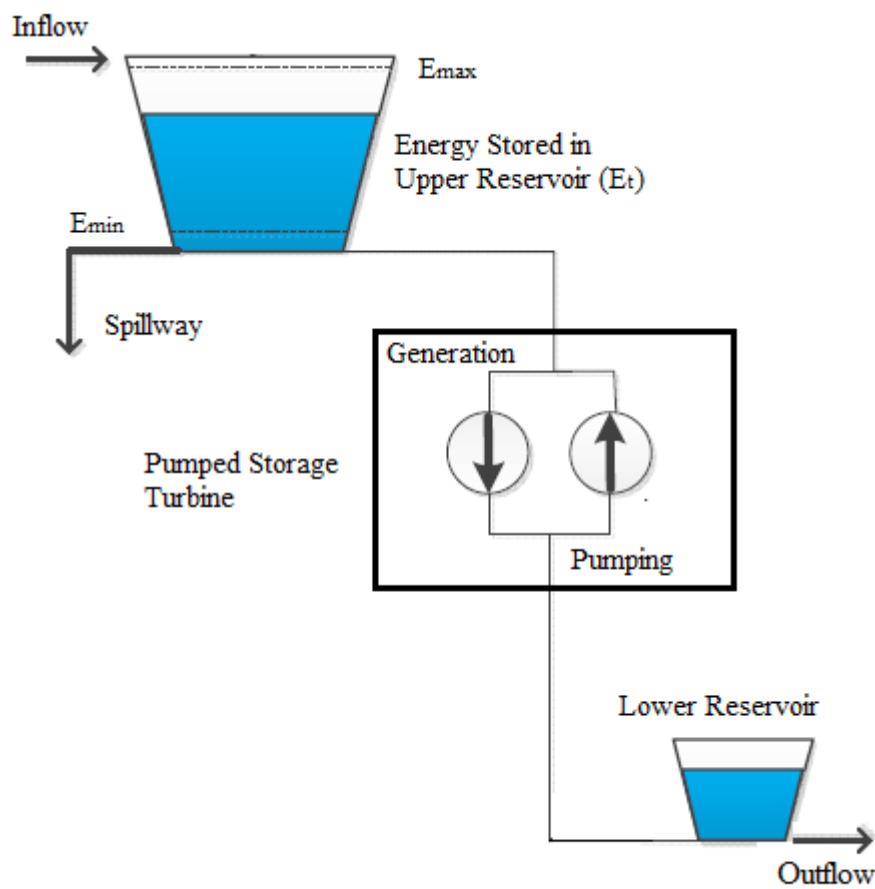 Inflow
Emax
Energy Stored in
Upper Reservoir (Et)
Emin
Spillway
Generation
Pumped Storage
Turbine
Pumping
Lower Reservoir
Outflow